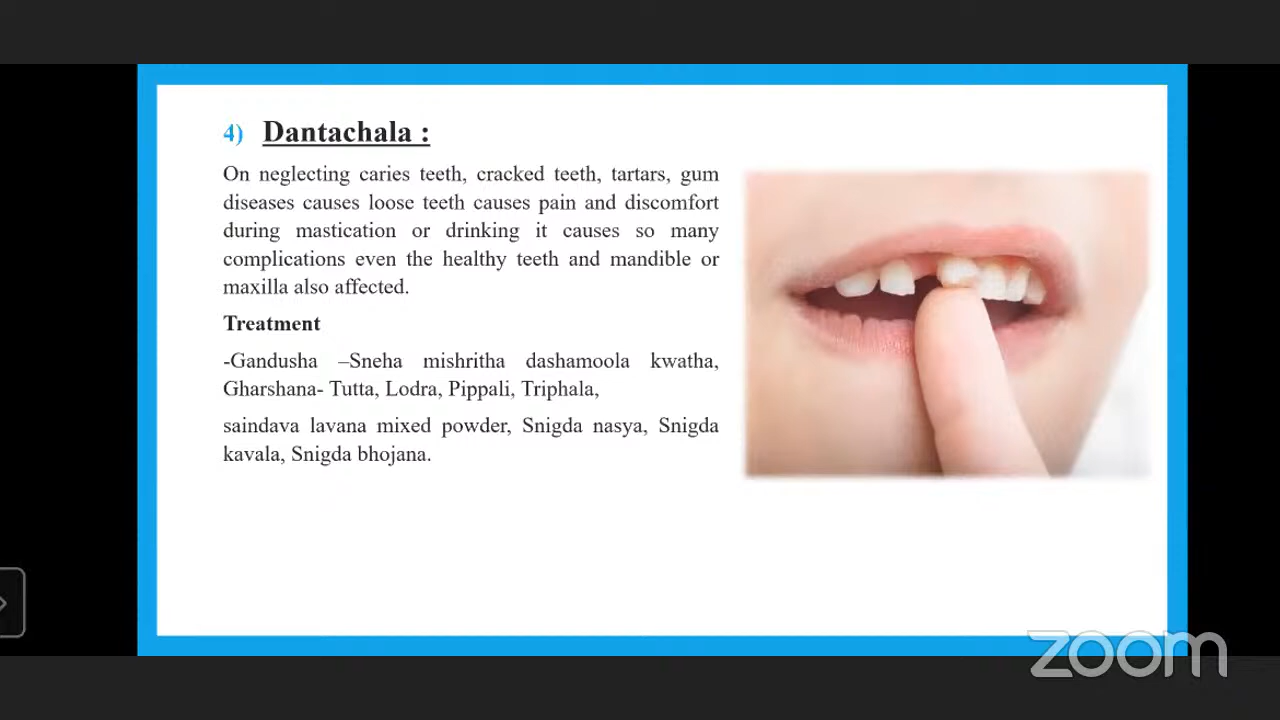 4) Dantachala :
On neglecting caries teeth, cracked teeth, tartars, gum
diseases causes loose teeth causes pain and discomfort
during mastication or drinking it causes so many
complications even the healthy teeth and mandible or
maxilla also affected.
Treatment
-Gandusha –Sneha mishritha dashamoola kwatha,
Gharshana- Tutta, Lodra, Pippali, Triphala,
saindava lavana mixed powder, Snigda nasya, Snigda
kavala, Snigda bhojana.
zoom